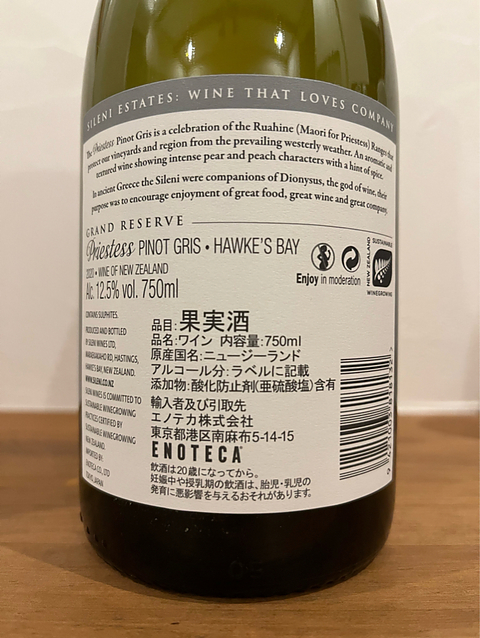 SILENI ESTATES: WINE THAT LOVES COMPANY
The Priestess Pinot Gris is a celebration of the Ruahine (Maori for Priestess) Ranges that
protect our vineyards and region from the prevailing westerly weather. An aromatic and
textured wine showing intense pear and peach characters with a hint of spice.
In ancient Greece the Sileni were companions of Dionysus, the god of wine, their
purpose was to encourage enjoyment of great food, great wine and great company.
GRAND RESERVE
Priestess PINOT GRIS • HAWKE'S BAY
2020 • WINE OF NEW ZEALAND
Alc. 12.5% vol. 750ml
Enjoy in moderation
SUSTAINABLE
NEW ZEALAND
WINEGROWING
CONTAINS SULPHITES.
PRODUCED AND BOTTLED
BY SILENI WINES LTD,
ROAD, HASTINGS,
HAWKE'S BAY, NEW ZEALAND.
WWW.SILENI.CO.NZ
SILENI WINES IS COMMITTED TO
SUSTAINABLE WINEGROWING
PRACTICES CERTIFIED BY
SUSTAINABLE WINEGROWING
NEW ZEALAND.
IMPORTED BY:
ENOTECA CO., LTD
TOKYO, JAPAN
品目:果実酒
品名:ワイン 内容量:750ml
原産国名:ニュージーランド
アルコール分:ラベルに記載
添加物:酸化防止剤(亜硫酸塩)含有
輸入者及び引取先
エノテカ株式会社
東京都港区南麻布5-14-15
ENOTECA
飲酒は20歳になってから。
妊娠中や授乳期の飲酒は、胎児・乳児の
発育に悪影響を与えるおそれがあります。